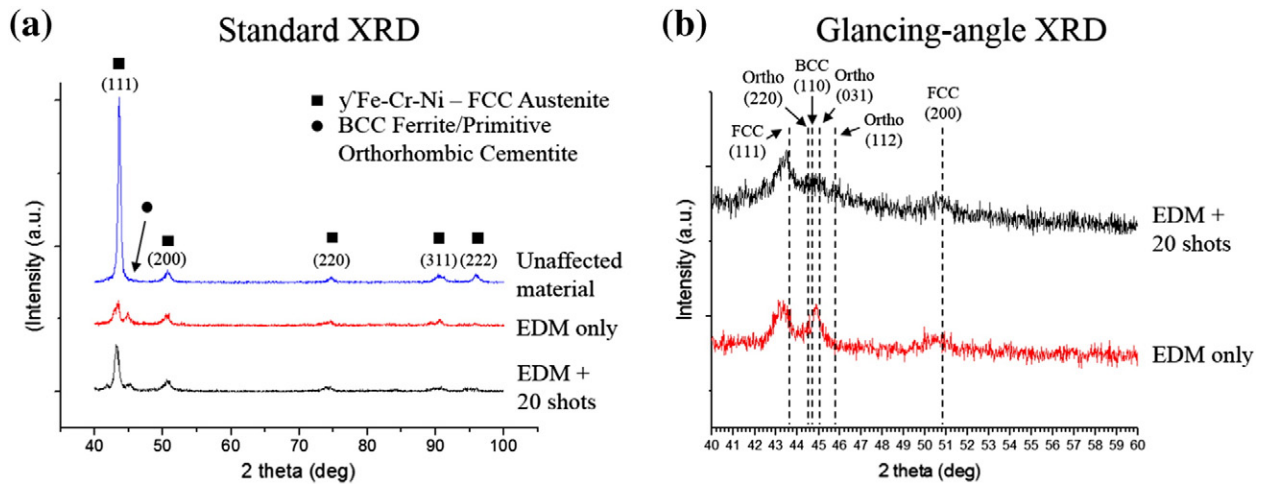 (a)
Standard XRD
(111)
y'Fe-Cr-Ni – FCC Austenite
BCC Ferrite/Primitive
Orthorhombic Cementite
(200)
(220)
(311)
(222)
Unaffected
material
EDM only
EDM +
20 shots
(Intensity (a.u.)
40 50 60 70 80 90 100
2 theta (deg)
(b)
Glancing-angle XRD
FCC
(111)
Ortho
(220)
BCC
(110)
Ortho
(031)
Ortho
(112)
FCC
(200)
EDM +
20 shots
EDM only
Intensity (a.u.)
40 41 42 43 44 45 46 47 48 49 50 51 52 53 54 55 56 57 58 59 60
2 theta (deg)